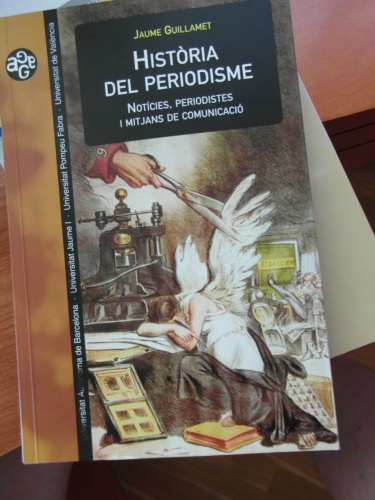 JAUME GUILLAMET
HISTÒRIA
DEL PERIODISME
NOTÍCIES, PERIODISTES
I MITJANS DE COMUNICACIÓ
Universitat Autònoma de Barcelona · Universitat Jaume I · Universitat Pompeu Fabra · Universitat de València